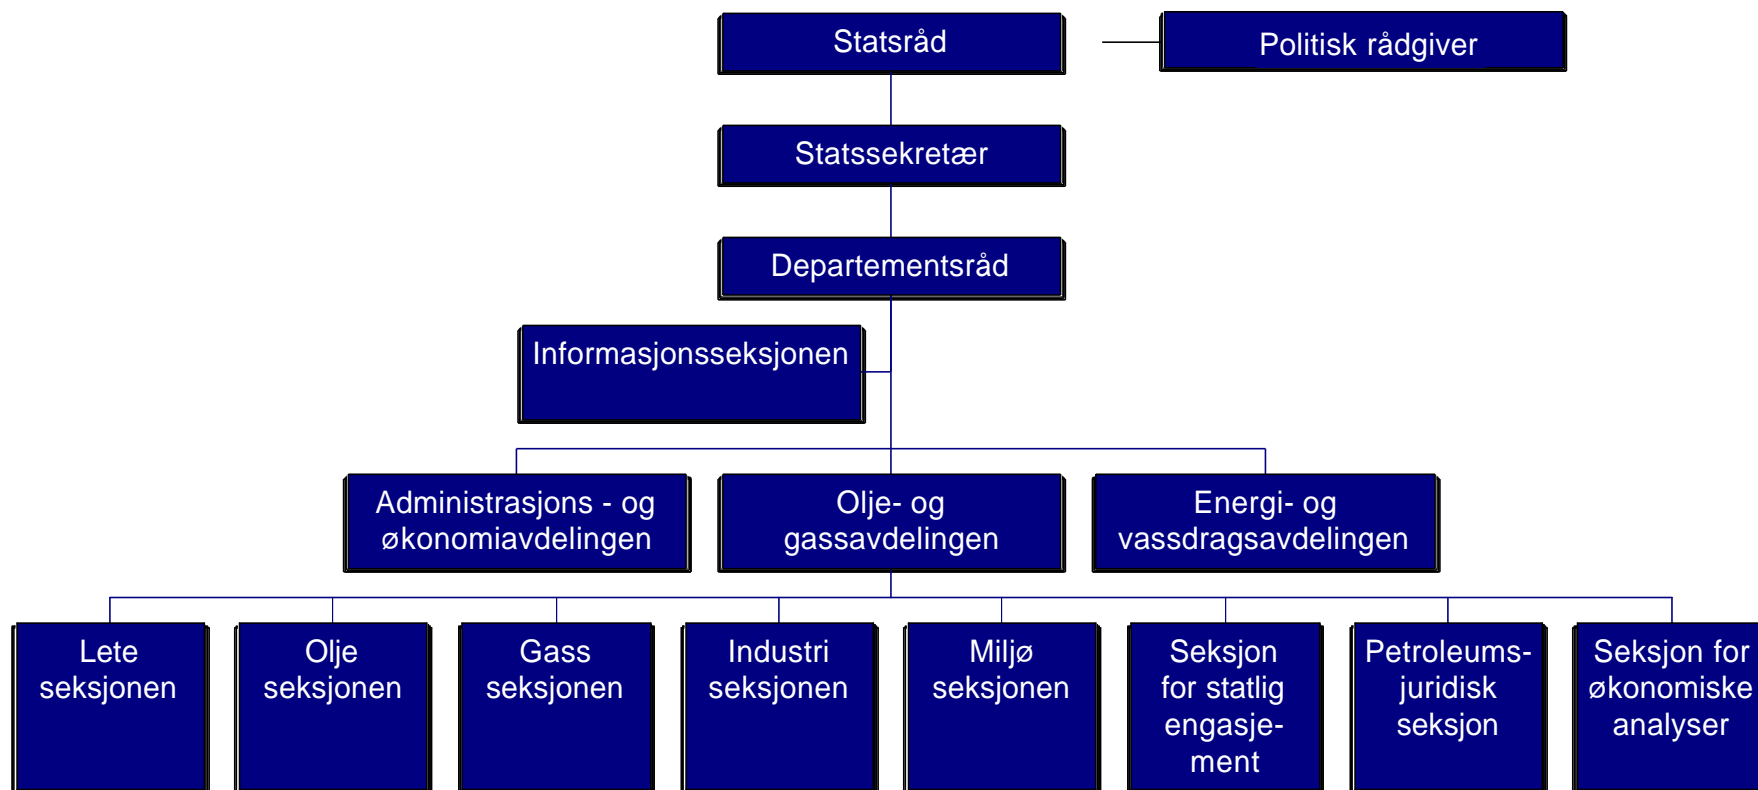 Statsråd
Politisk rådgiver
Statssekretær
Departementsråd
Informasjonsseksjonen
Administrasjons - og
økonomiavdelingen
Olje- og
gassavdelingen
Energi- og
vassdragsavdelingen
Lete
seksjonen
Olje
seksjonen
Gass
seksjonen
Industri
seksjonen
Miljø
seksjonen
Seksjon
for statlig
engasje-
ment
Petroleums-
juridisk
seksjon
Seksjon for
økonomiske
analyser